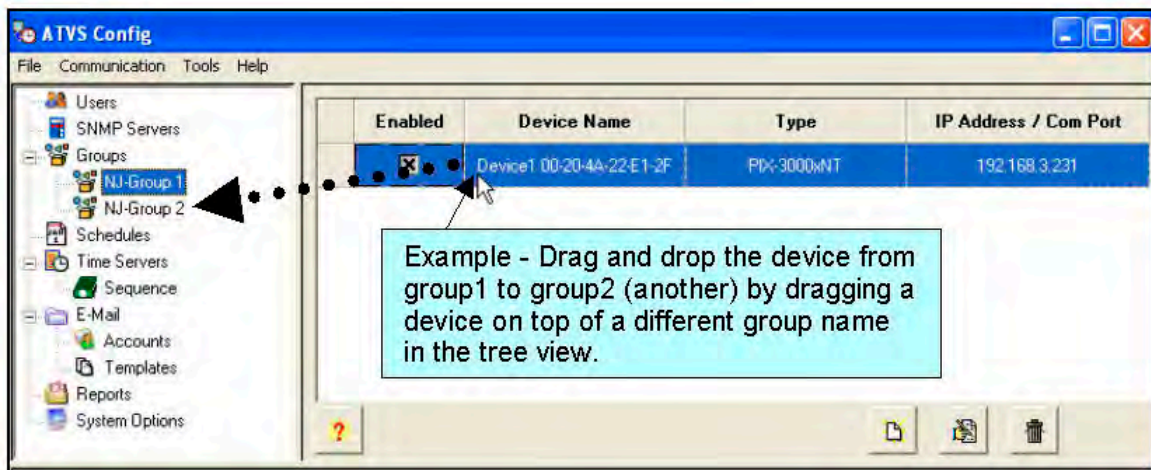 ATVS Config
File Communication Tools Help
Users
SNMP Servers
Groups
NJ-Group 1
NJ-Group 2
Schedules
Time Servers
Sequence
E-Mail
Accounts
Templates
Reports
System Options
Enabled Device Name Type IP Address / Com Port
Device1 00-20-4A-22-E1-2F PIX-3000xNT 192.168.3.231
Example - Drag and drop the device from
group1 to group2 (another) by dragging a
device on top of a different group name
in the tree view.
?